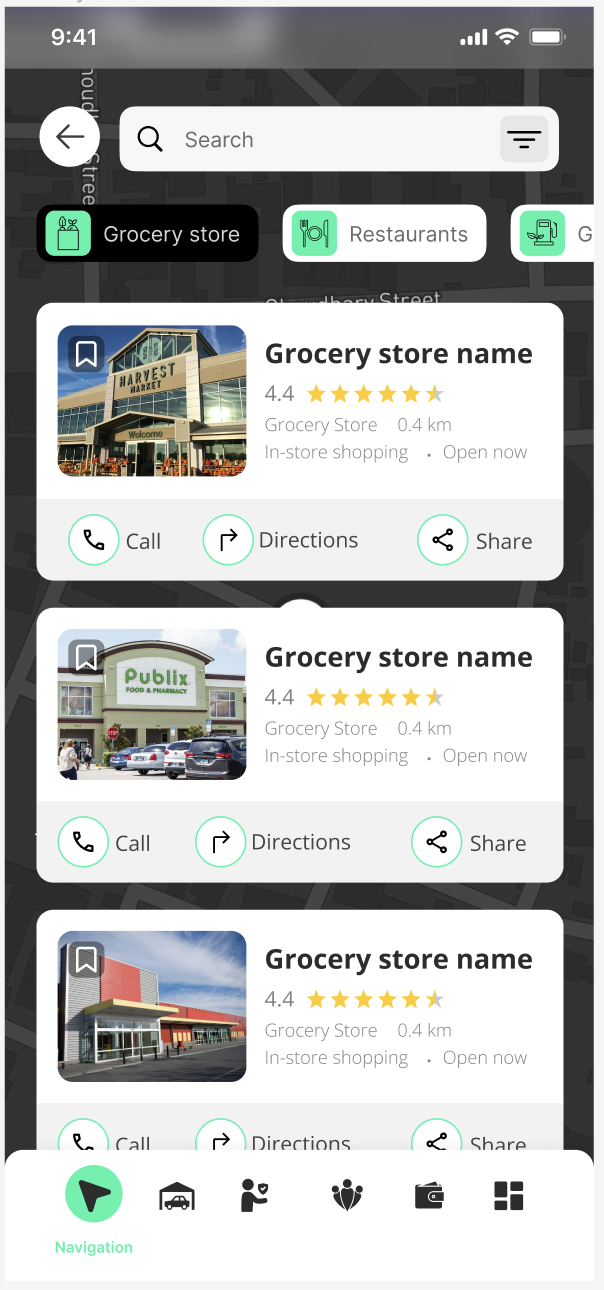 9:41
Search
Grocery store
Restaurants
G
Street
Grocery store name
4.4
Grocery Store 0.4 km
In-store shopping • Open now
HARVEST
MARKET
Welcome
Call
Directions
Share
Grocery store name
4.4
Grocery Store 0.4 km
In-store shopping • Open now
Publix
FOOD & PHARMACY
STOP
Call
Directions
Share
Grocery store name
4.4
Grocery Store 0.4 km
In-store shopping • Open now
Call
Directions
Share
Navigation